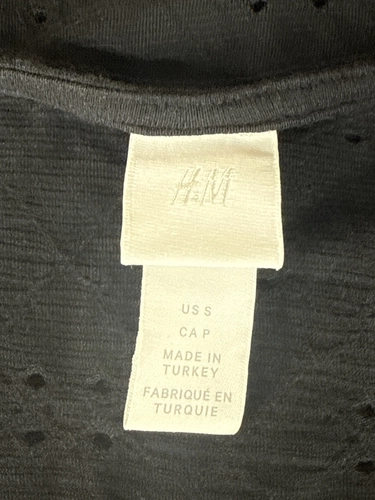 H&M
US S
CA P
MADE IN
TURKEY
FABRIQUÉ EN
TURQUIE